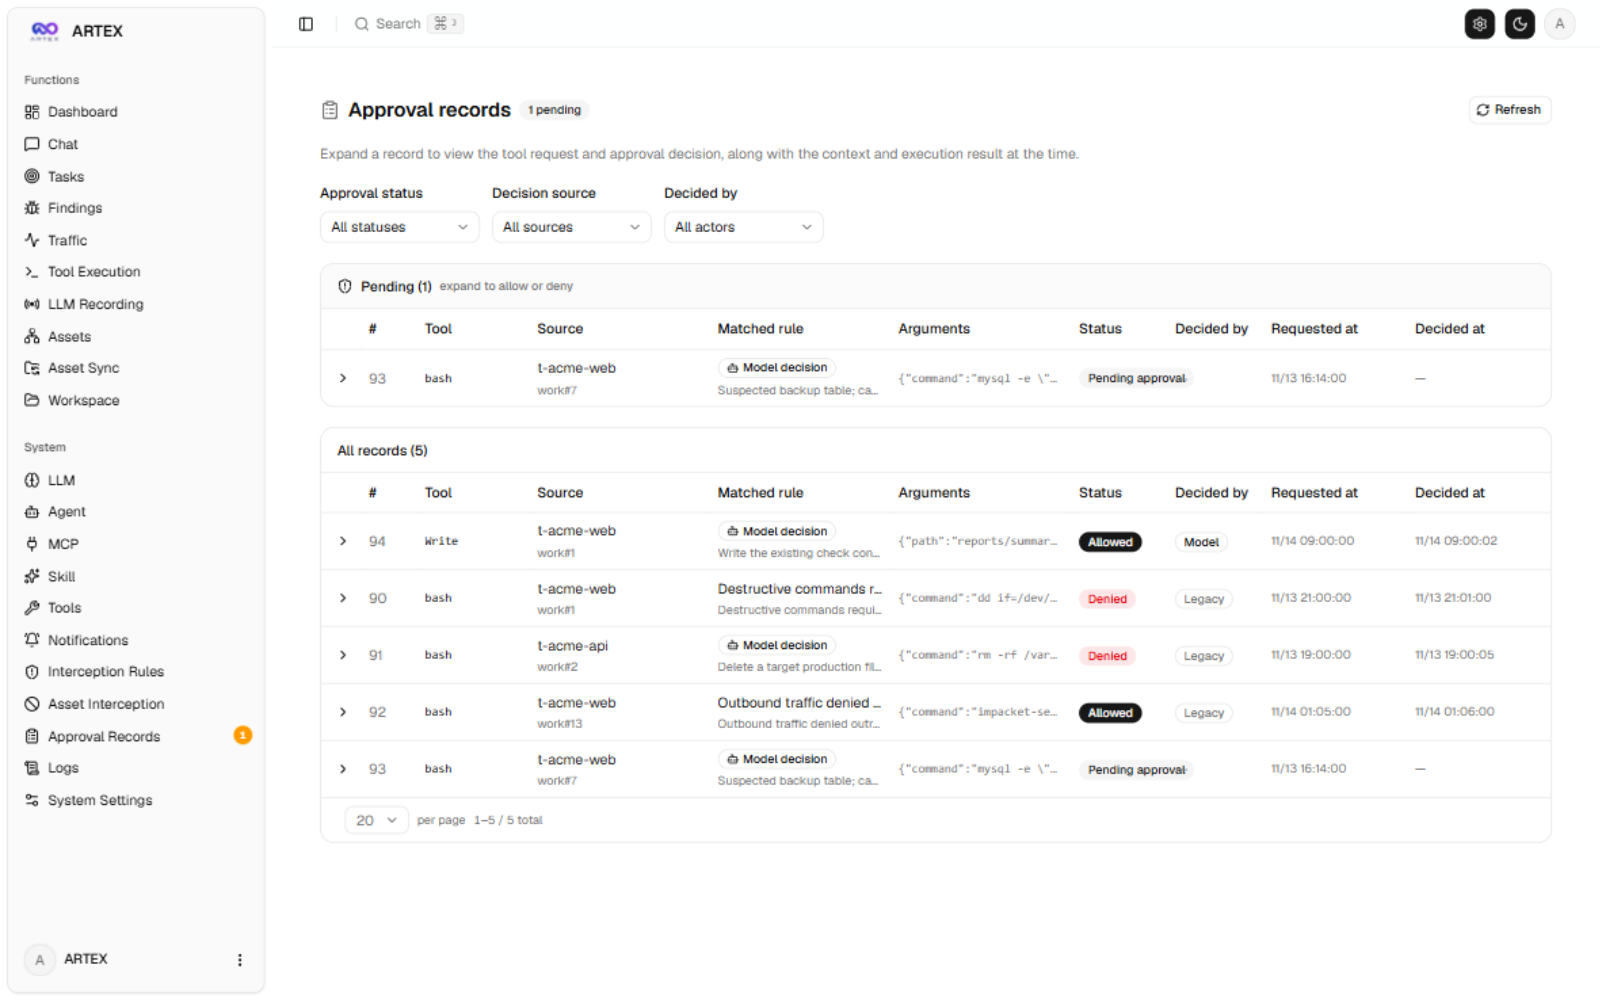 ARTEX
Search ⌘ J
A
Functions
Dashboard
Chat
Tasks
Findings
Traffic
Tool Execution
LLM Recording
Assets
Asset Sync
Workspace
System
LLM
Agent
MCP
Skill
Tools
Notifications
Interception Rules
Asset Interception
Approval Records 1
Logs
System Settings
A ARTEX
Approval records 1 pending
Refresh
Expand a record to view the tool request and approval decision, along with the context and execution result at the time.
Approval status Decision source Decided by
All statuses All sources All actors
Pending (1) expand to allow or deny
# Tool Source Matched rule Arguments Status Decided by Requested at Decided at
93 bash t-acme-web Model decision {"command":"mysql -e \"… Pending approval 11/13 16:14:00 —
work#7 Suspected backup table; ca…
All records (5)
# Tool Source Matched rule Arguments Status Decided by Requested at Decided at
94 Write t-acme-web Model decision {"path":"reports/summar… Allowed Model 11/14 09:00:00 11/14 09:00:02
work#1 Write the existing check con…
90 bash t-acme-web Destructive commands r… {"command":"dd if=/dev/… Denied Legacy 11/13 21:00:00 11/13 21:01:00
work#1 Destructive commands requi…
91 bash t-acme-api Model decision {"command":"rm -rf /var… Denied Legacy 11/13 19:00:00 11/13 19:00:05
work#2 Delete a target production fil…
92 bash t-acme-web Outbound traffic denied … {"command":"impacket-se… Allowed Legacy 11/14 01:05:00 11/14 01:06:00
work#13 Outbound traffic denied outr…
93 bash t-acme-web Model decision {"command":"mysql -e \"… Pending approval 11/13 16:14:00 —
work#7 Suspected backup table; ca…
20 per page 1–5 / 5 total